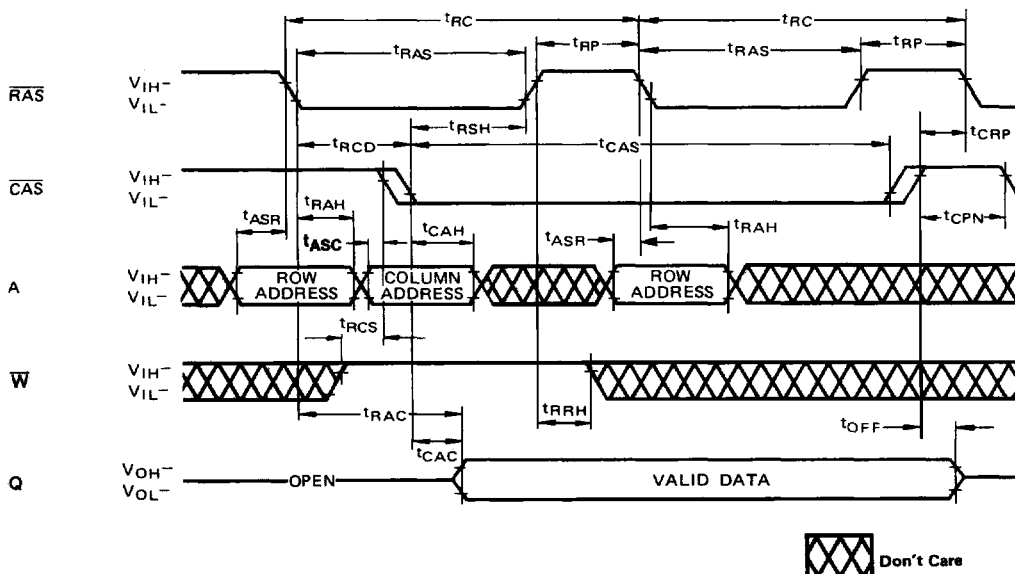 tRC tRC
tRAS tRP tRAS tRP
RAS VIH- VIL-
tRSH tCRP
tRCD tCAS
CAS VIH- VIL-
tASR tRAH tCPN
tASC tCAH tASR tRAH
A VIH- VIL- ROW ADDRESS COLUMN ADDRESS ROW ADDRESS
tRCS
W VIH- VIL-
tRAC tRRH tOFF
tCAC
Q VOH- VOL- OPEN VALID DATA
Don't Care